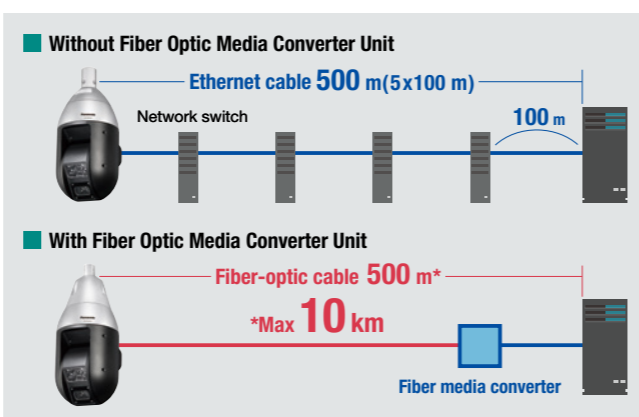 Without Fiber Optic Media Converter Unit
Ethernet cable 500 m(5x100 m)
Network switch
100 m
With Fiber Optic Media Converter Unit
Fiber-optic cable 500 m*
*Max 10 km
Fiber media converter